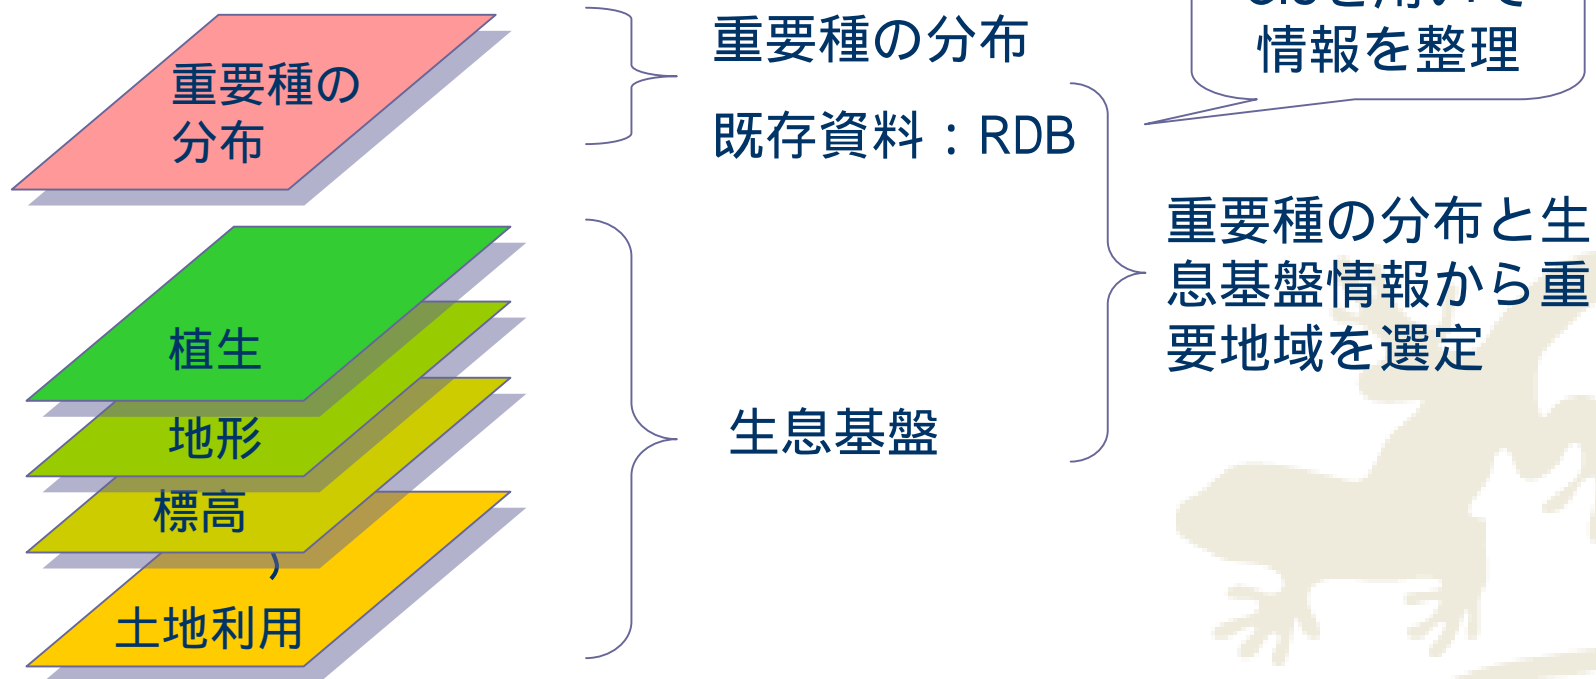 重要種の
分布
植生
地形
標高
土地利用
重要種の分布
既存資料：RDB
生息基盤
情報を整理
重要種の分布と生
息基盤情報から重
要地域を選定